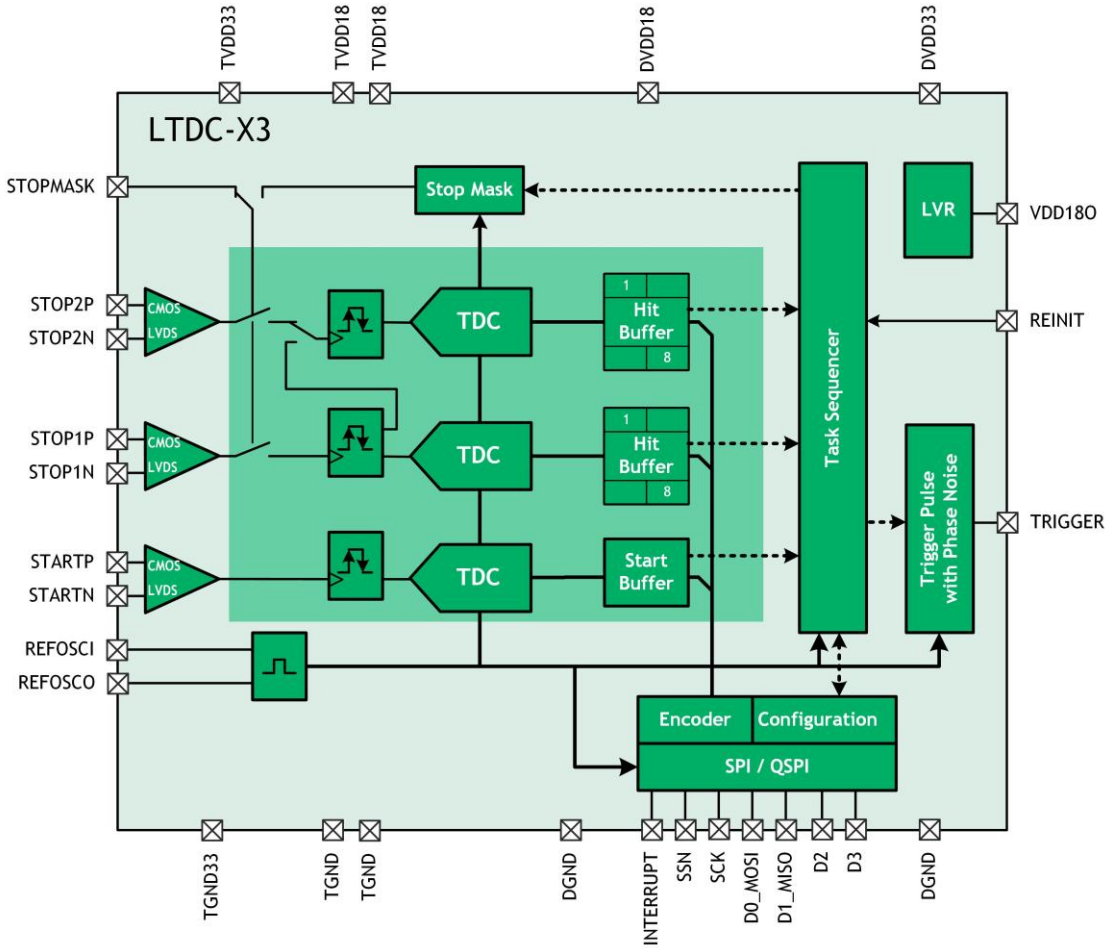 TVDD33
TVDD18
TVDD18
DVDD18
DVDD33
LTDC-X3
STOPMASK
Stop Mask
LVR
VDD18O
STOP2P
STOP2N
CMOS
LVDS
TDC
1
Hit
Buffer
8
Task Sequencer
REINIT
STOP1P
STOP1N
CMOS
LVDS
TDC
1
Hit
Buffer
8
Trigger Pulse
with Phase Noise
TRIGGER
STARTP
STARTN
CMOS
LVDS
TDC
Start
Buffer
REFOSCI
REFOSCO
Encoder
Configuration
SPI / QSPI
TGND33
TGND
TGND
DGND
INTERRUPT
SSN
SCK
D0_MOSI
D1_MISO
D2
D3
DGND